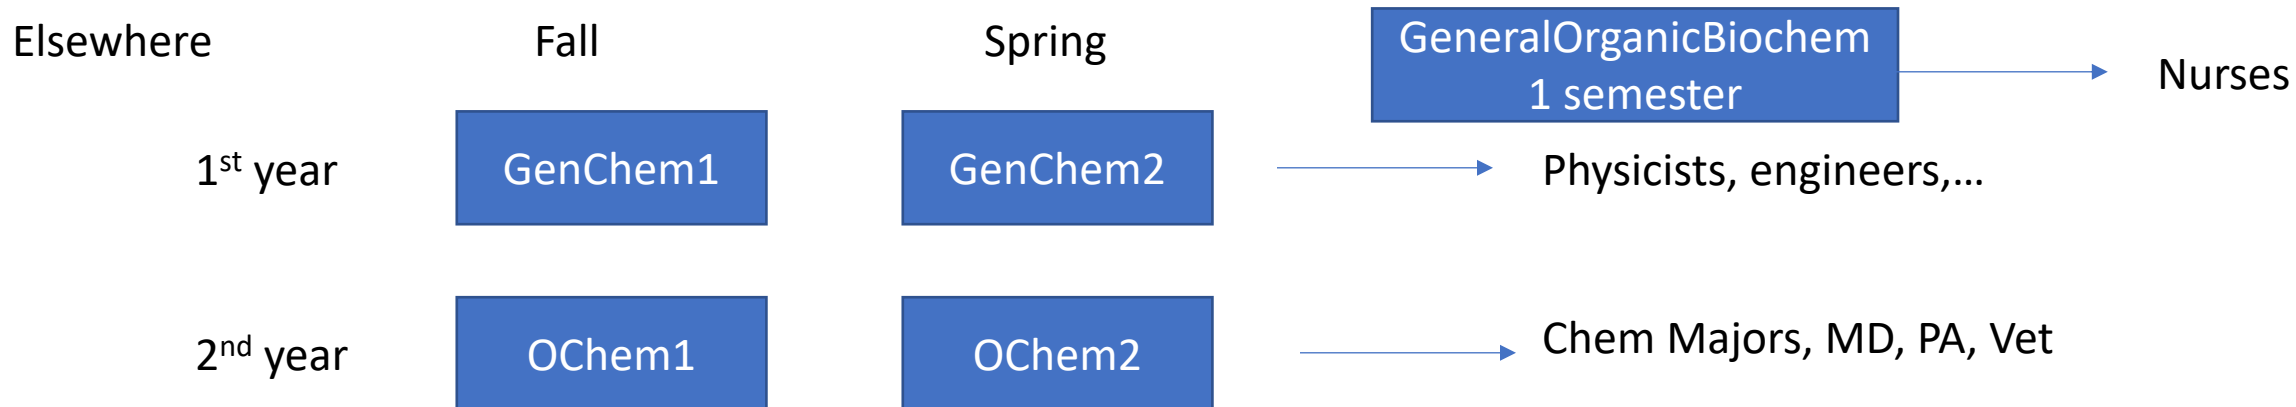 Elsewhere
Fall
Spring
GeneralOrganicBiochem
1 semester
Nurses
1st year
GenChem1
GenChem2
Physicists, engineers,...
2nd year
OChem1
OChem2
Chem Majors, MD, PA, Vet